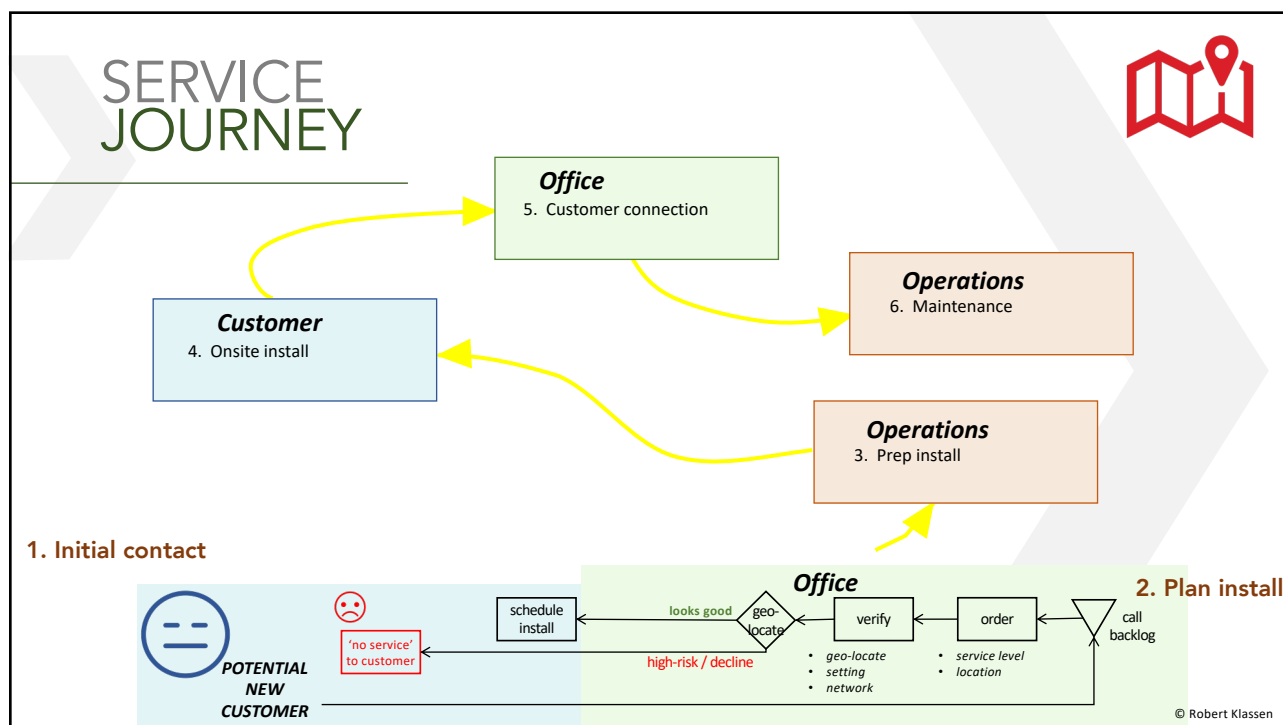 SERVICE
JOURNEY
Office
5. Customer connection
Operations
6. Maintenance
Customer
4. Onsite install
Operations
3. Prep install
1. Initial contact
Office
2. Plan install
schedule
install
looks good
geo-
locate
verify
order
call
backlog
'no service'
to customer
high-risk / decline
• geo-locate
• setting
• network
• service level
• location
POTENTIAL
NEW
CUSTOMER
© Robert Klassen